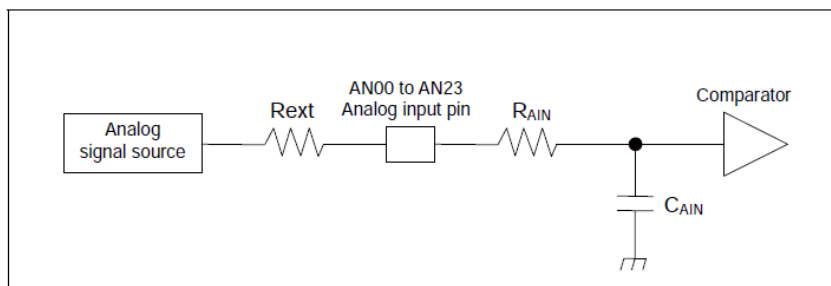 AN00 to AN23
Analog input pin
Comparator
Rext
RAIN
Analog
signal source
CAIN